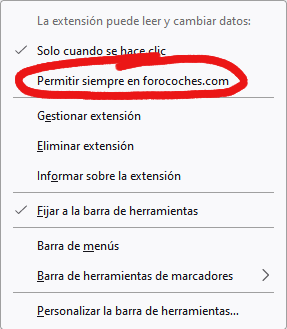 La extensión puede leer y cambiar datos:
Solo cuando se hace clic
Permitir siempre en forocoches.com
Gestionar extensión
Eliminar extensión
Informar sobre la extensión
Fijar a la barra de herramientas
Barra de menús
Barra de herramientas de marcadores
Personalizar la barra de herramientas...